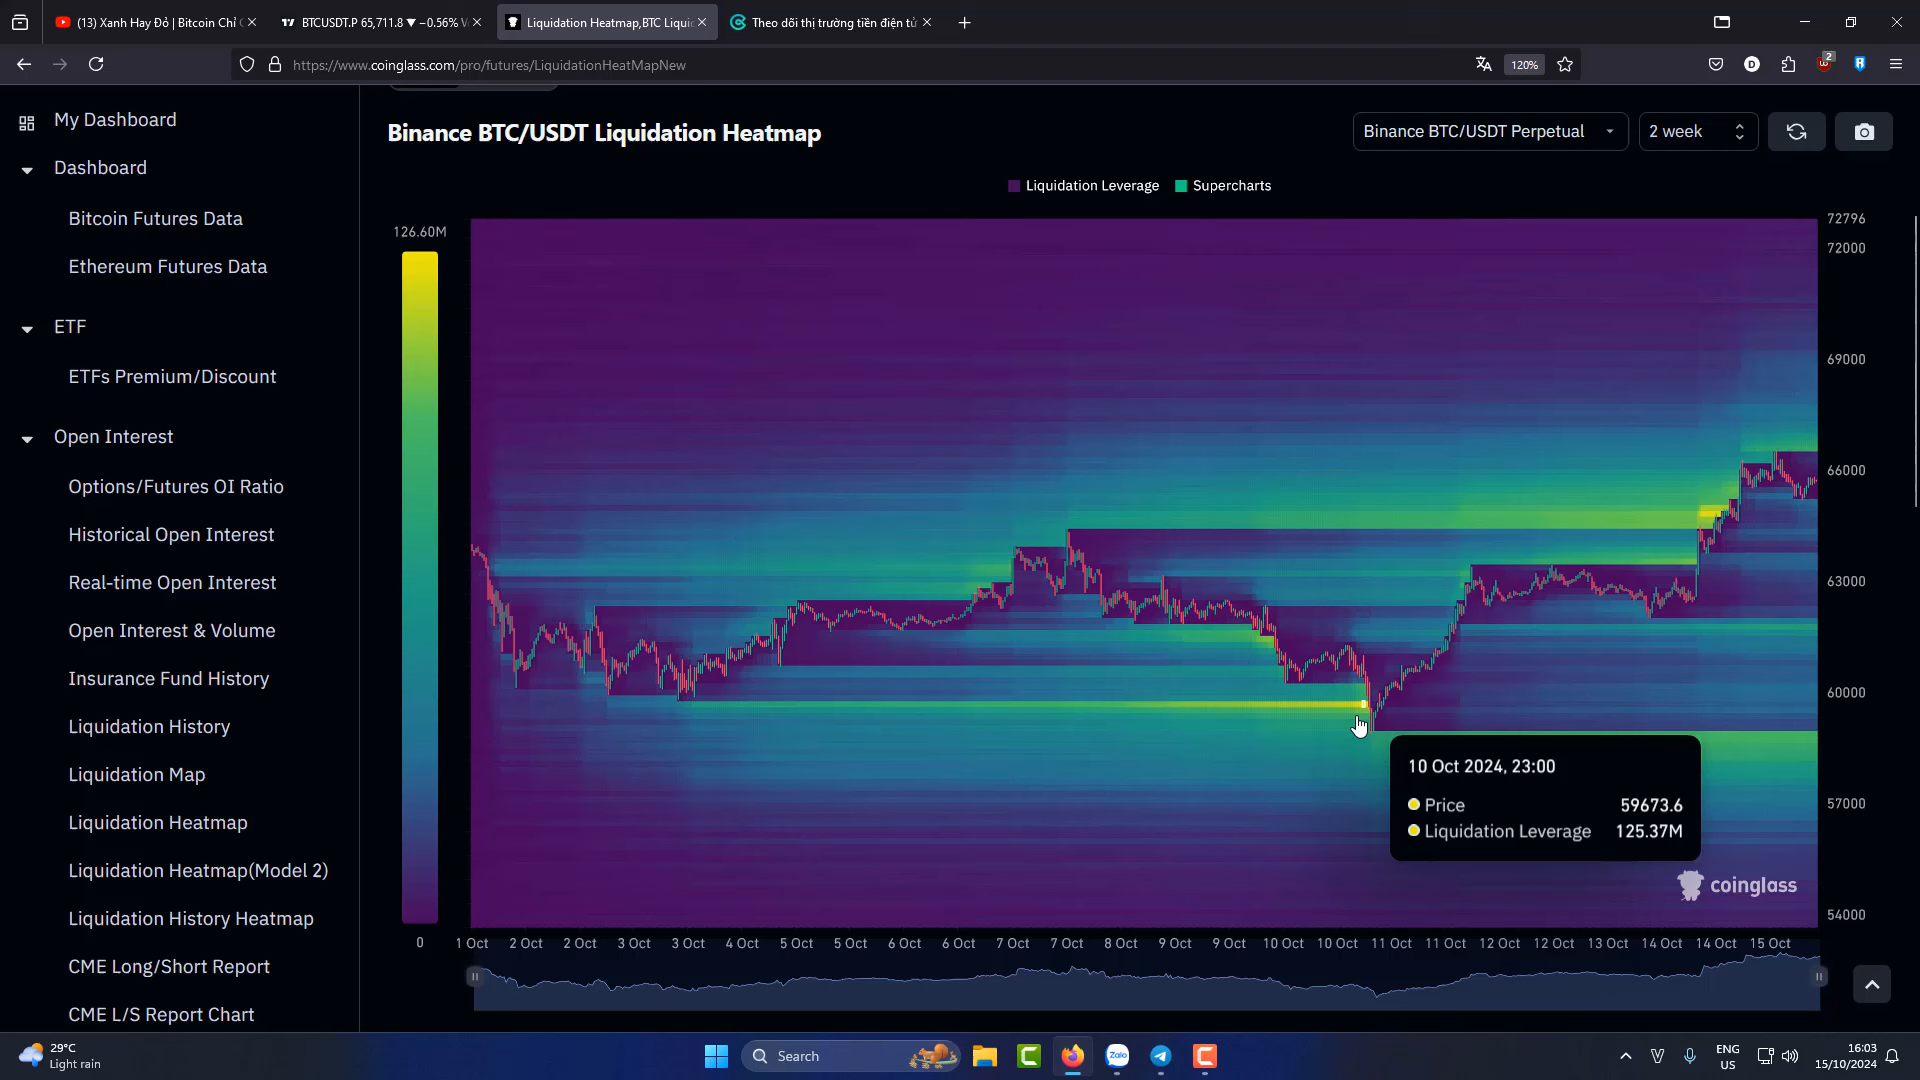 (13) Xanh Hay Đỏ | Bitcoin Chỉ
BTCUSDT.P 65,711.8 ▼ −0.56%
Liquidation Heatmap,BTC Liquid
Theo dõi thị trường tiền điện tử
https://www.coinglass.com/pro/futures/LiquidationHeatMapNew
120%
2
My Dashboard
Dashboard
Bitcoin Futures Data
Ethereum Futures Data
ETF
ETFs Premium/Discount
Open Interest
Options/Futures OI Ratio
Historical Open Interest
Real-time Open Interest
Open Interest & Volume
Insurance Fund History
Liquidation History
Liquidation Map
Liquidation Heatmap
Liquidation Heatmap(Model 2)
Liquidation History Heatmap
CME Long/Short Report
CME L/S Report Chart
Binance BTC/USDT Liquidation Heatmap
Binance BTC/USDT Perpetual
2 week
Liquidation Leverage
Supercharts
126.60M
0
72796
72000
69000
66000
63000
60000
57000
54000
10 Oct 2024, 23:00
Price 59673.6
Liquidation Leverage 125.37M
coinglass
1 Oct 2 Oct 2 Oct 3 Oct 3 Oct 4 Oct 5 Oct 5 Oct 6 Oct 6 Oct 7 Oct 7 Oct 8 Oct 9 Oct 9 Oct 10 Oct 10 Oct 11 Oct 11 Oct 12 Oct 12 Oct 13 Oct 14 Oct 14 Oct 15 Oct
29°C
Light rain
Search
Zalo
ENG
US
16:03
15/10/2024